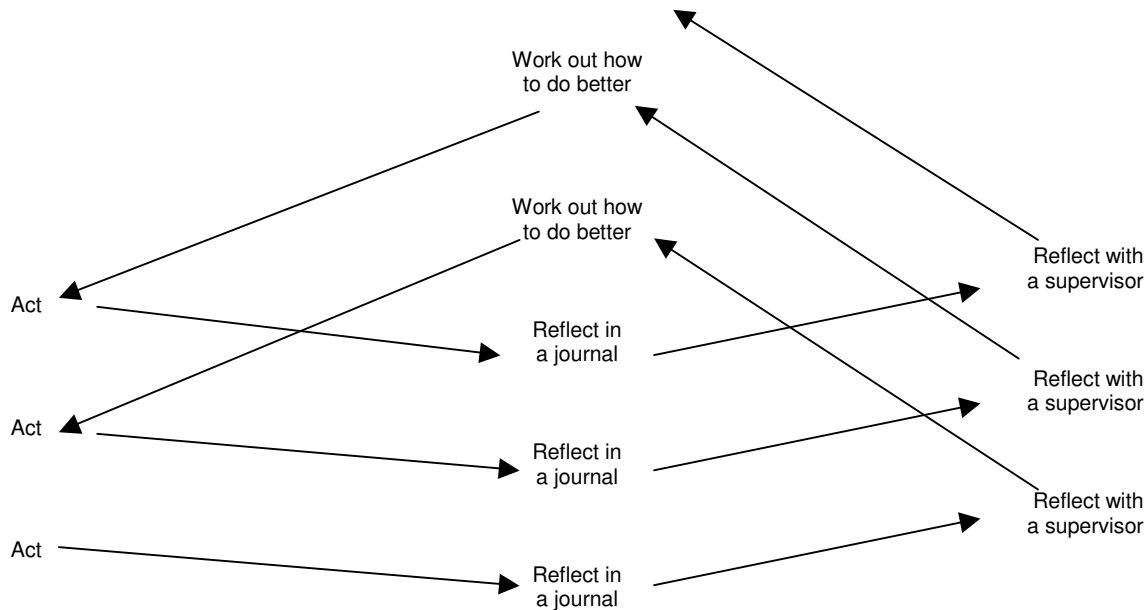 Work out how
to do better
Work out how
to do better
Reflect with
a supervisor
Act
Reflect in
a journal
Reflect with
a supervisor
Act
Reflect in
a journal
Reflect with
a supervisor
Act
Reflect in
a journal